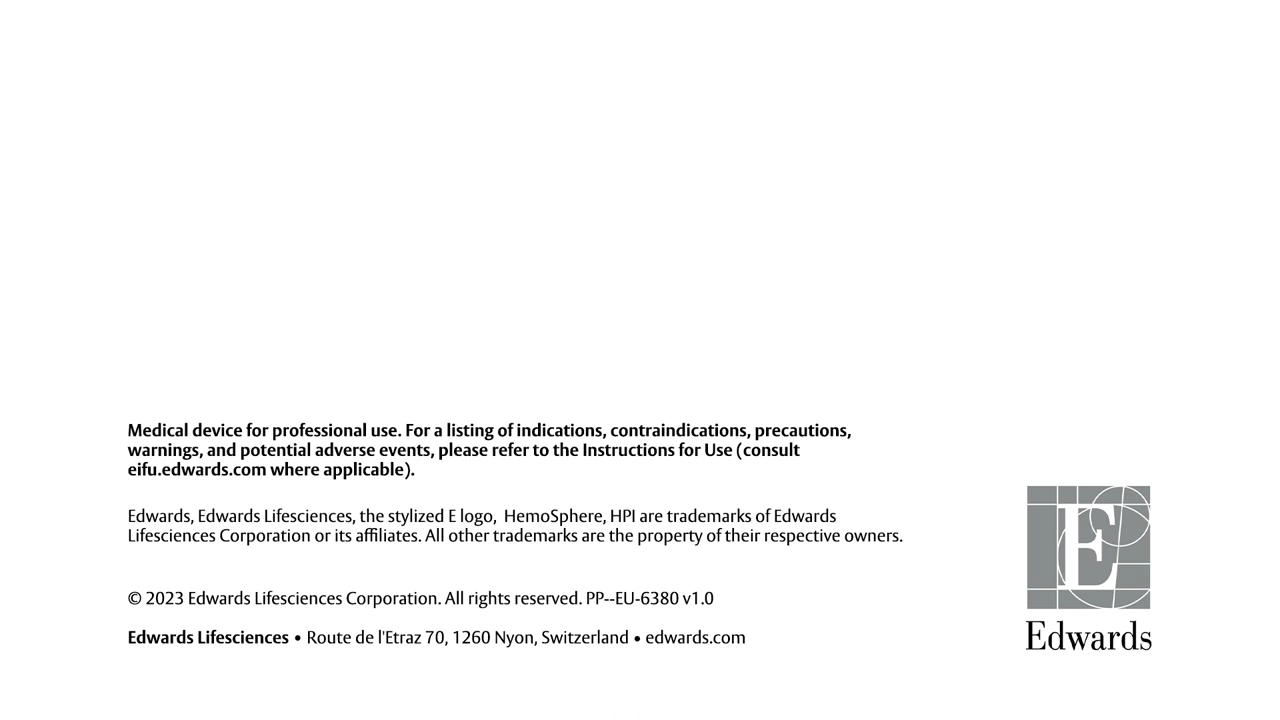 Medical device for professional use. For a listing of indications, contraindications, precautions,
warnings, and potential adverse events, please refer to the Instructions for Use (consult
eifu.edwards.com where applicable).
Edwards, Edwards Lifesciences, the stylized E logo,  HemoSphere, HPI are trademarks of Edwards
Lifesciences Corporation or its affiliates. All other trademarks are the property of their respective owners.
© 2023 Edwards Lifesciences Corporation. All rights reserved. PP--EU-6380 v1.0
Edwards Lifesciences • Route de l'Etraz 70, 1260 Nyon, Switzerland • edwards.com
E
Edwards